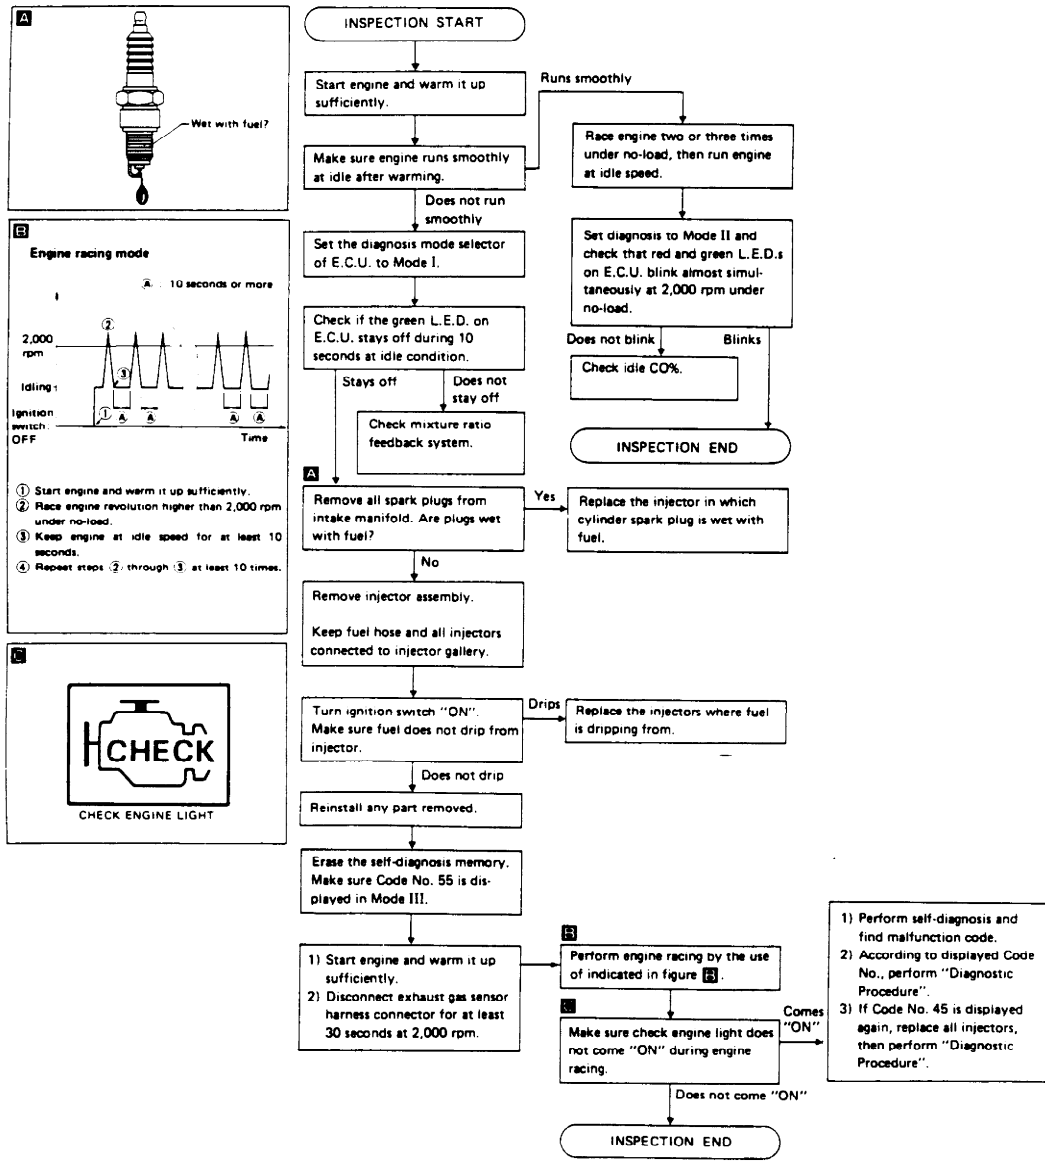 A
Wet with fuel?
B
Engine racing mode
Ⓐ : 10 seconds or more
②
2,000
rpm
③
Idling
①
Ⓐ
Ⓐ
Ⓐ
Ⓐ
Ignition
switch:
OFF
Time
① Start engine and warm it up sufficiently.
② Race engine revolution higher than 2,000 rpm
under no-load.
③ Keep engine at idle speed for at least 10
seconds.
④ Repeat steps ② through ③ at least 10 times.
C
CHECK
CHECK ENGINE LIGHT
INSPECTION START
Start engine and warm it up
sufficiently.
Make sure engine runs smoothly
at idle after warming.
Runs smoothly
Race engine two or three times
under no-load, then run engine
at idle speed.
Set diagnosis to Mode II and
check that red and green L.E.D.s
on E.C.U. blink almost simul-
taneously at 2,000 rpm under
no-load.
Does not blink
Blinks
Check idle CO%.
INSPECTION END
Does not run
smoothly
Set the diagnosis mode selector
of E.C.U. to Mode I.
Check if the green L.E.D. on
E.C.U. stays off during 10
seconds at idle condition.
Stays off
Does not
stay off
Check mixture ratio
feedback system.
A
Remove all spark plugs from
intake manifold. Are plugs wet
with fuel?
Yes
Replace the injector in which
cylinder spark plug is wet with
fuel.
No
Remove injector assembly.
Keep fuel hose and all injectors
connected to injector gallery.
Turn ignition switch "ON".
Make sure fuel does not drip from
injector.
Drips
Replace the injectors where fuel
is dripping from.
Does not drip
Reinstall any part removed.
Erase the self-diagnosis memory.
Make sure Code No. 55 is dis-
played in Mode III.
1) Start engine and warm it up
sufficiently.
2) Disconnect exhaust gas sensor
harness connector for at least
30 seconds at 2,000 rpm.
B
Perform engine racing by the use
of indicated in figure B .
Make sure check engine light does
not come "ON" during engine
racing.
Comes
"ON"
1) Perform self-diagnosis and
find malfunction code.
2) According to displayed Code
No., perform "Diagnostic
Procedure".
3) If Code No. 45 is displayed
again, replace all injectors,
then perform "Diagnostic
Procedure".
Does not come "ON"
INSPECTION END